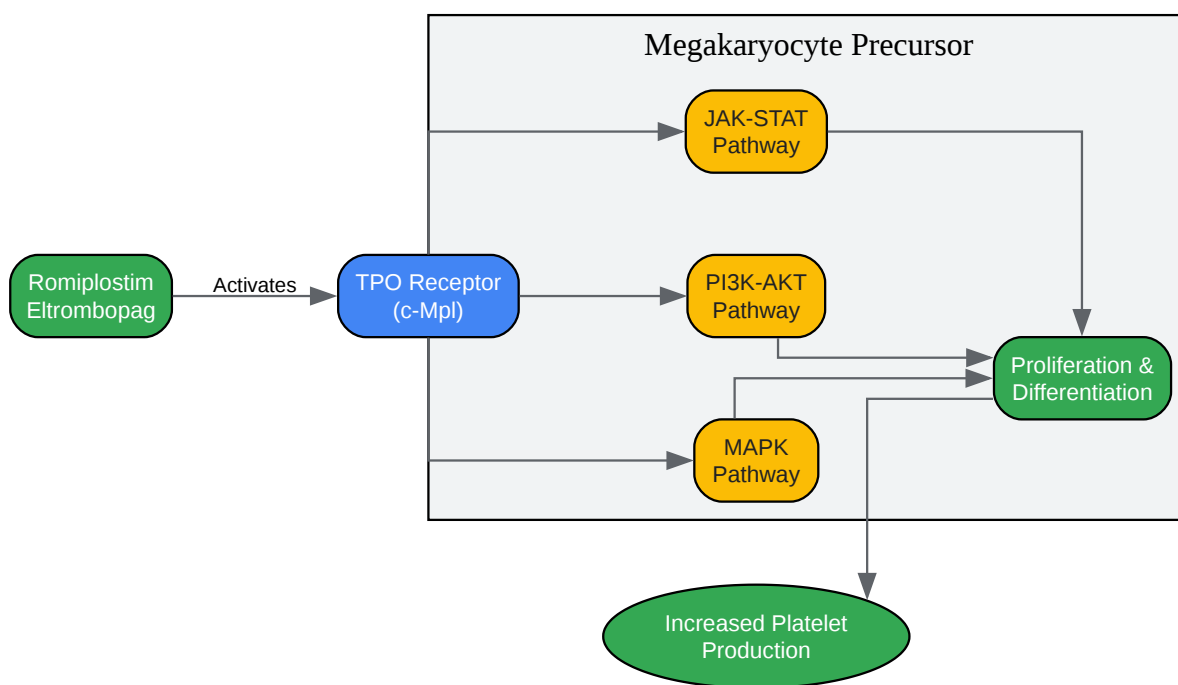 Megakaryocyte Precursor
JAK-STAT
Pathway
Romiplostim
Eltrombopag
Activates
TPO Receptor
(c-Mpl)
PI3K-AKT
Pathway
Proliferation &
Differentiation
MAPK
Pathway
Increased Platelet
Production